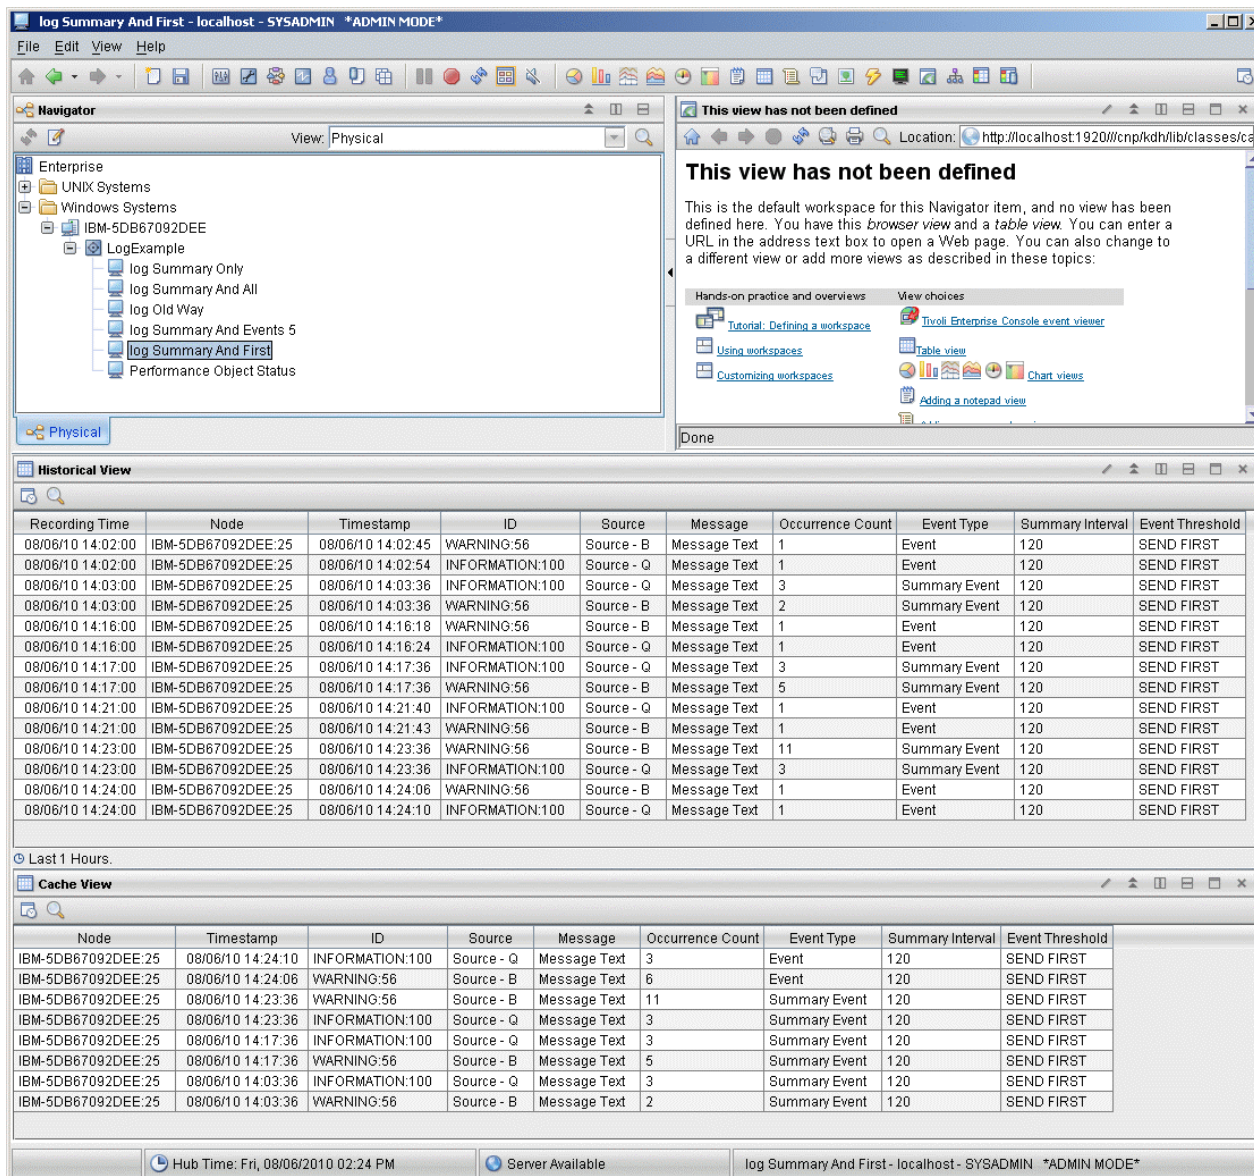 log Summary And First - localhost - SYSADMIN *ADMIN MODE*
File Edit View Help
Navigator
View: Physical
Enterprise
UNIX Systems
Windows Systems
IBM-5DB67092DEE
LogExample
log Summary Only
log Summary And All
log Old Way
log Summary And Events 5
log Summary And First
Performance Object Status
Physical
This view has not been defined
Location: http://localhost:1920///cnp/kdh/lib/classes/ca
This view has not been defined
This is the default workspace for this Navigator item, and no view has been
defined here. You have this browser view and a table view. You can enter a
URL in the address text box to open a Web page. You can also change to
a different view or add more views as described in these topics:
Hands-on practice and overviews View choices
Tutorial: Defining a workspace Tivoli Enterprise Console event viewer
Using workspaces Table view
Customizing workspaces Chart views
Adding a notepad view
Done
Historical View
Recording Time Node Timestamp ID Source Message Occurrence Count Event Type Summary Interval Event Threshold
08/06/10 14:02:00 IBM-5DB67092DEE:25 08/06/10 14:02:45 WARNING:56 Source - B Message Text 1 Event 120 SEND FIRST
08/06/10 14:02:00 IBM-5DB67092DEE:25 08/06/10 14:02:54 INFORMATION:100 Source - Q Message Text 1 Event 120 SEND FIRST
08/06/10 14:03:00 IBM-5DB67092DEE:25 08/06/10 14:03:36 INFORMATION:100 Source - Q Message Text 3 Summary Event 120 SEND FIRST
08/06/10 14:03:00 IBM-5DB67092DEE:25 08/06/10 14:03:36 WARNING:56 Source - B Message Text 2 Summary Event 120 SEND FIRST
08/06/10 14:16:00 IBM-5DB67092DEE:25 08/06/10 14:16:18 WARNING:56 Source - B Message Text 1 Event 120 SEND FIRST
08/06/10 14:16:00 IBM-5DB67092DEE:25 08/06/10 14:16:24 INFORMATION:100 Source - Q Message Text 1 Event 120 SEND FIRST
08/06/10 14:17:00 IBM-5DB67092DEE:25 08/06/10 14:17:36 INFORMATION:100 Source - Q Message Text 3 Summary Event 120 SEND FIRST
08/06/10 14:17:00 IBM-5DB67092DEE:25 08/06/10 14:17:36 WARNING:56 Source - B Message Text 5 Summary Event 120 SEND FIRST
08/06/10 14:21:00 IBM-5DB67092DEE:25 08/06/10 14:21:40 INFORMATION:100 Source - Q Message Text 1 Event 120 SEND FIRST
08/06/10 14:21:00 IBM-5DB67092DEE:25 08/06/10 14:21:43 WARNING:56 Source - B Message Text 1 Event 120 SEND FIRST
08/06/10 14:23:00 IBM-5DB67092DEE:25 08/06/10 14:23:36 WARNING:56 Source - B Message Text 11 Summary Event 120 SEND FIRST
08/06/10 14:23:00 IBM-5DB67092DEE:25 08/06/10 14:23:36 INFORMATION:100 Source - Q Message Text 3 Summary Event 120 SEND FIRST
08/06/10 14:24:00 IBM-5DB67092DEE:25 08/06/10 14:24:06 WARNING:56 Source - B Message Text 1 Event 120 SEND FIRST
08/06/10 14:24:00 IBM-5DB67092DEE:25 08/06/10 14:24:10 INFORMATION:100 Source - Q Message Text 1 Event 120 SEND FIRST
Last 1 Hours.
Cache View
Node Timestamp ID Source Message Occurrence Count Event Type Summary Interval Event Threshold
IBM-5DB67092DEE:25 08/06/10 14:24:10 INFORMATION:100 Source - Q Message Text 3 Event 120 SEND FIRST
IBM-5DB67092DEE:25 08/06/10 14:24:06 WARNING:56 Source - B Message Text 6 Event 120 SEND FIRST
IBM-5DB67092DEE:25 08/06/10 14:23:36 WARNING:56 Source - B Message Text 11 Summary Event 120 SEND FIRST
IBM-5DB67092DEE:25 08/06/10 14:23:36 INFORMATION:100 Source - Q Message Text 3 Summary Event 120 SEND FIRST
IBM-5DB67092DEE:25 08/06/10 14:17:36 INFORMATION:100 Source - Q Message Text 3 Summary Event 120 SEND FIRST
IBM-5DB67092DEE:25 08/06/10 14:17:36 WARNING:56 Source - B Message Text 5 Summary Event 120 SEND FIRST
IBM-5DB67092DEE:25 08/06/10 14:03:36 INFORMATION:100 Source - Q Message Text 3 Summary Event 120 SEND FIRST
IBM-5DB67092DEE:25 08/06/10 14:03:36 WARNING:56 Source - B Message Text 2 Summary Event 120 SEND FIRST
Hub Time: Fri, 08/06/2010 02:24 PM Server Available log Summary And First - localhost - SYSADMIN *ADMIN MODE*